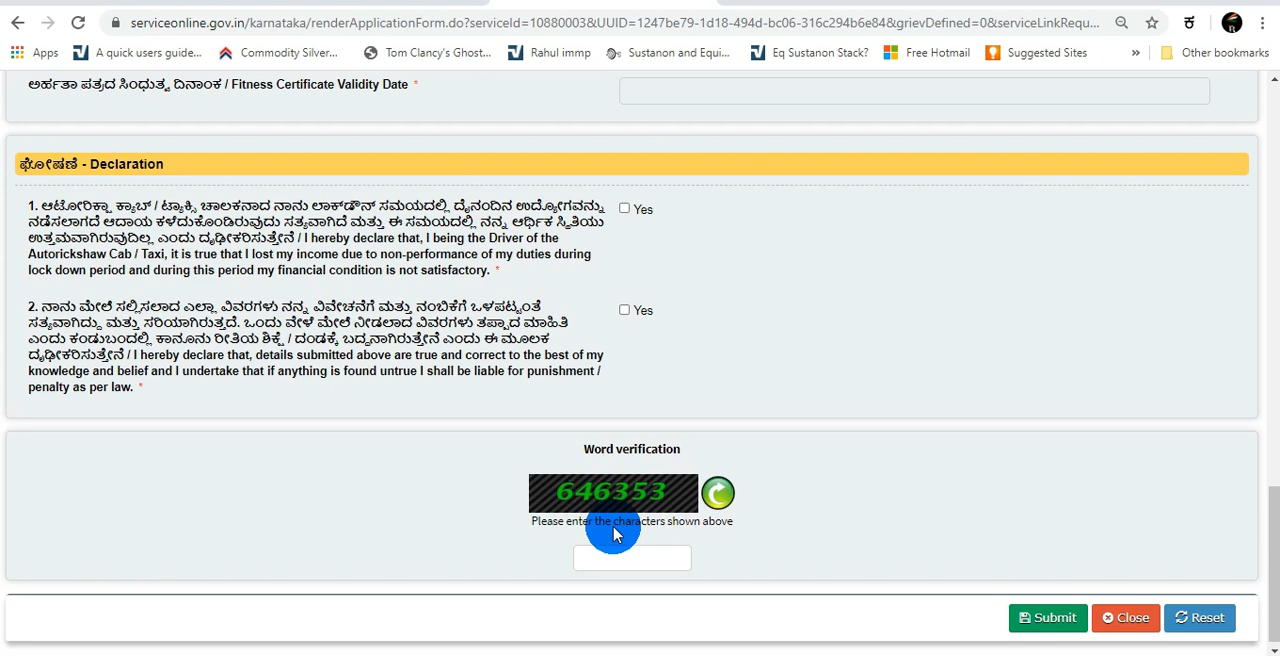 serviceonline.gov.in/karnataka/renderApplicationForm.do?serviceId=10880003&UUID=1247be79-1d18-494d-bc06-316c294b6e84&grievDefined=0&serviceLinkRequ...
Apps A quick users guide... Commodity Silver... Tom Clancy's Ghost... Rahul immp Sustanon and Equi... Eq Sustanon Stack? Free Hotmail Suggested Sites » Other bookmarks
ಅರ್ಹತಾ ಪತ್ರದ ಸಿಂಧುತ್ವ ದಿನಾಂಕ / Fitness Certificate Validity Date *
ಘೋಷಣೆ - Declaration
1. ಆಟೋರಿಕ್ಷಾ ಕ್ಯಾಬ್ / ಟ್ಯಾಕ್ಸಿ ಚಾಲಕನಾದ ನಾನು ಲಾಕ್‌ಡೌನ್ ಸಮಯದಲ್ಲಿ ದೈನಂದಿನ ಉದ್ಯೋಗವನ್ನು Yes
ನಡೆಸಲಾಗದೆ ಆದಾಯ ಕಳೆದುಕೊಂಡಿರುವುದು ಸತ್ಯವಾಗಿದೆ ಮತ್ತು ಈ ಸಮಯದಲ್ಲಿ ನನ್ನ ಆರ್ಥಿಕ ಸ್ಥಿತಿಯು
ಉತ್ತಮವಾಗಿರುವುದಿಲ್ಲ ಎಂದು ದೃಢೀಕರಿಸುತ್ತೇನೆ / I hereby declare that, I being the Driver of the
Autorickshaw Cab / Taxi, it is true that I lost my income due to non-performance of my duties during
lock down period and during this period my financial condition is not satisfactory. *
2. ನಾನು ಮೇಲೆ ಸಲ್ಲಿಸಲಾದ ಎಲ್ಲಾ ವಿವರಗಳು ನನ್ನ ವಿವೇಚನೆಗೆ ಮತ್ತು ನಂಬಿಕೆಗೆ ಒಳಪಟ್ಟಂತೆ Yes
ಸತ್ಯವಾಗಿದ್ದು ಮತ್ತು ಸರಿಯಾಗಿರುತ್ತದೆ. ಒಂದು ವೇಳೆ ಮೇಲೆ ನೀಡಲಾದ ವಿವರಗಳು ತಪ್ಪಾದ ಮಾಹಿತಿ
ಎಂದು ಕಂಡುಬಂದಲ್ಲಿ ಕಾನೂನು ರೀತಿಯ ಶಿಕ್ಷೆ / ದಂಡಕ್ಕೆ ಬದ್ಧನಾಗಿರುತ್ತೇನೆ ಎಂದು ಈ ಮೂಲಕ
ದೃಢೀಕರಿಸುತ್ತೇನೆ / I hereby declare that, details submitted above are true and correct to the best of my
knowledge and belief and I undertake that if anything is found untrue I shall be liable for punishment /
penalty as per law. *
Word verification
646353
Please enter the characters shown above
Submit Close Reset